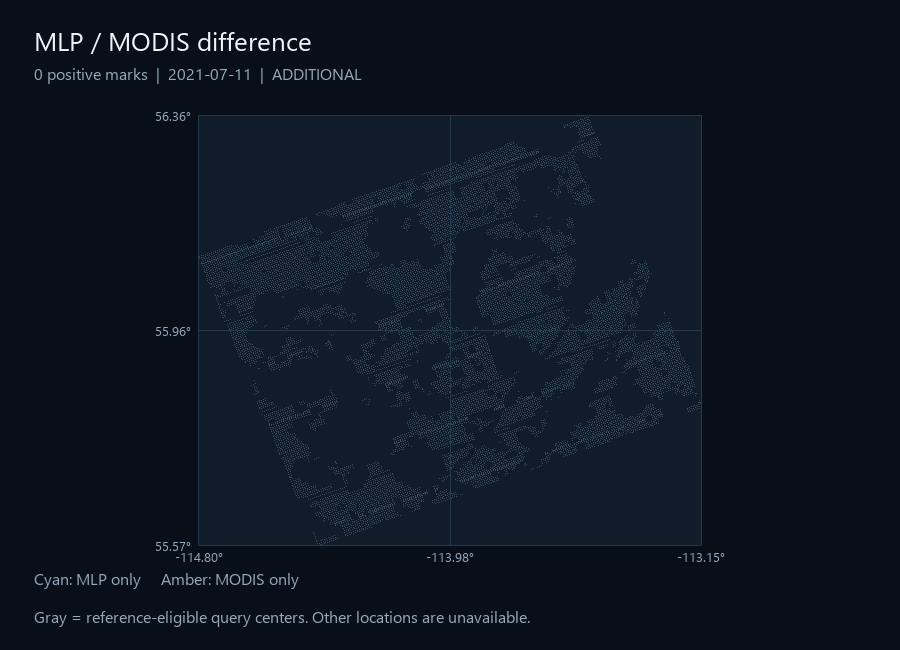 MLP / MODIS difference
0 positive marks | 2021-07-11 | ADDITIONAL
56.36°
55.96°
55.57°
-114.80° -113.98° -113.15°
Cyan: MLP only Amber: MODIS only
Gray = reference-eligible query centers. Other locations are unavailable.